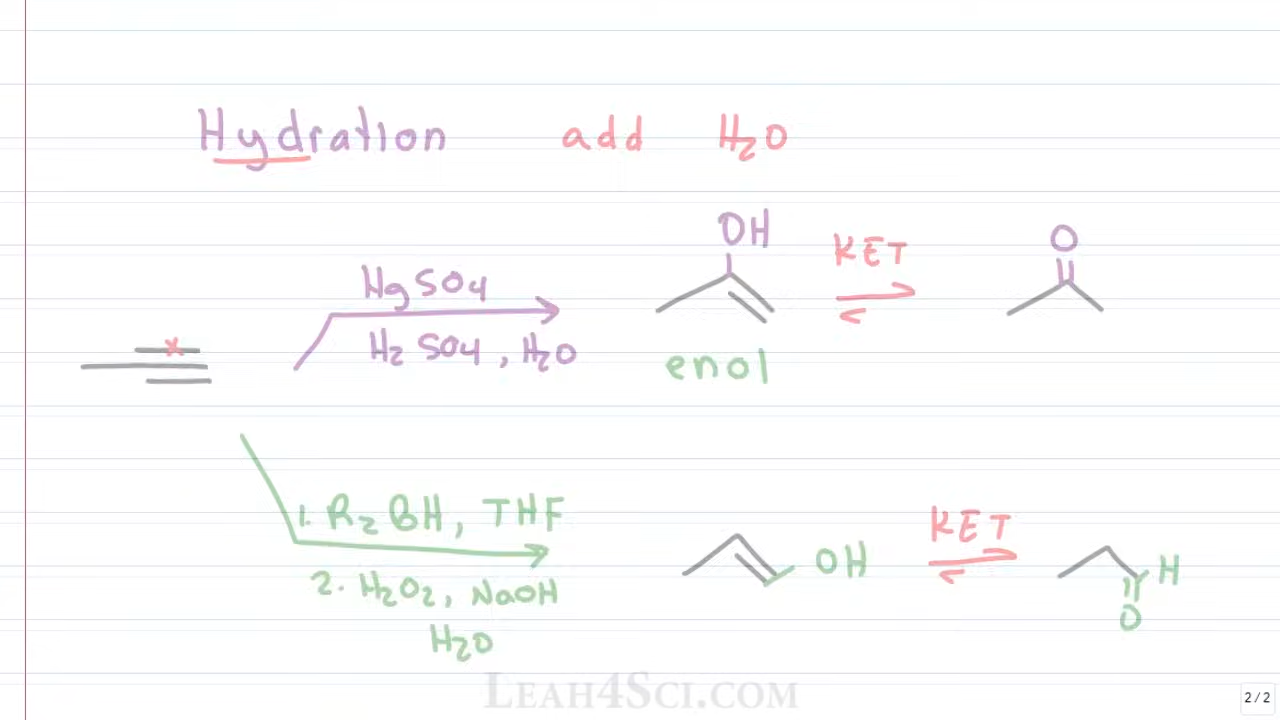 Hydration add H2O
OH
O
KET
HgSO4
H2SO4, H2O
x
enol
1. R2BH, THF
KET
OH
H
2. H2O2, NaOH
O
H2O
LEAH4SCI.COM
2 / 2